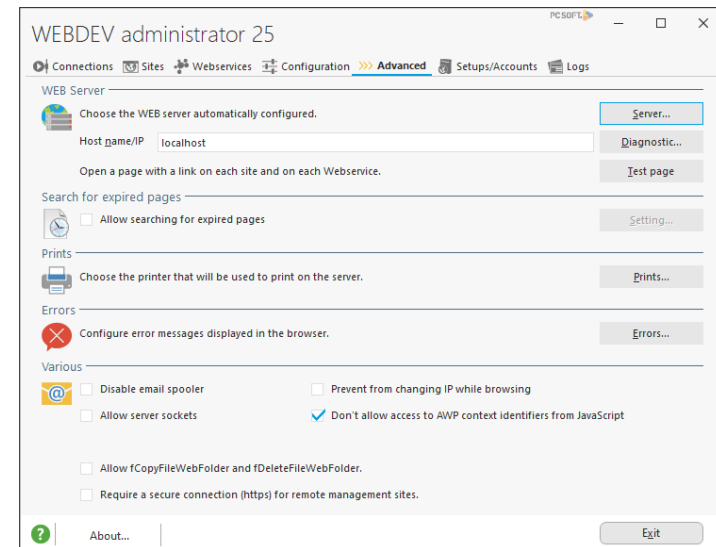 PC SOFT
WEBDEV administrator 25
Connections Sites Webservices Configuration Advanced Setups/Accounts Logs
WEB Server
Choose the WEB server automatically configured. Server...
Host name/IP localhost Diagnostic...
Open a page with a link on each site and on each Webservice. Test page
Search for expired pages
Allow searching for expired pages Setting...
Prints
Choose the printer that will be used to print on the server. Prints...
Errors
Configure error messages displayed in the browser. Errors...
Various
Disable email spooler Prevent from changing IP while browsing
Allow server sockets Don't allow access to AWP context identifiers from JavaScript
Allow fCopyFileWebFolder and fDeleteFileWebFolder.
Require a secure connection (https) for remote management sites.
? About... Exit